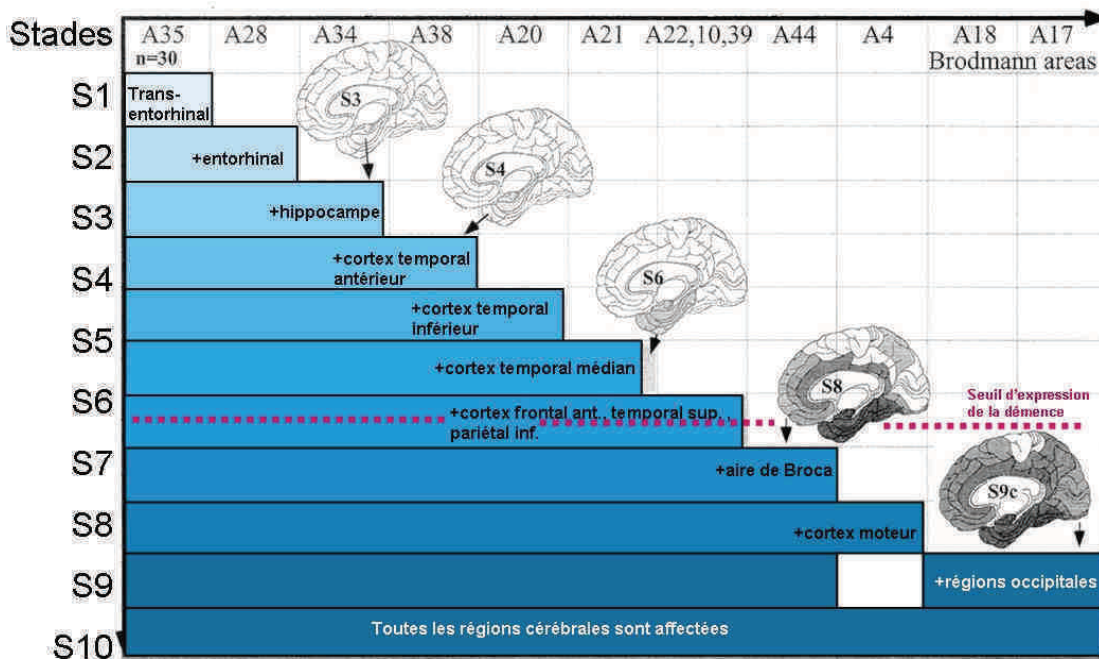 Stades
A35 A28 A34 A38 A20 A21 A22,10,39 A44 A4 A18 A17
n=30
Brodmann areas
S1
Trans-
entorhinal
S3
S2
+entorhinal
S4
S3
+hippocampe
S4
+cortex temporal
antérieur
S6
+cortex temporal
inférieur
S5
+cortex temporal médian
S8
S6
Seuil d'expression
de la démence
+cortex frontal ant., temporal sup.,
pariétal inf.
S7
+aire de Broca
S9c
S8
+cortex moteur
S9
+régions occipitales
S10
Toutes les régions cérébrales sont affectées